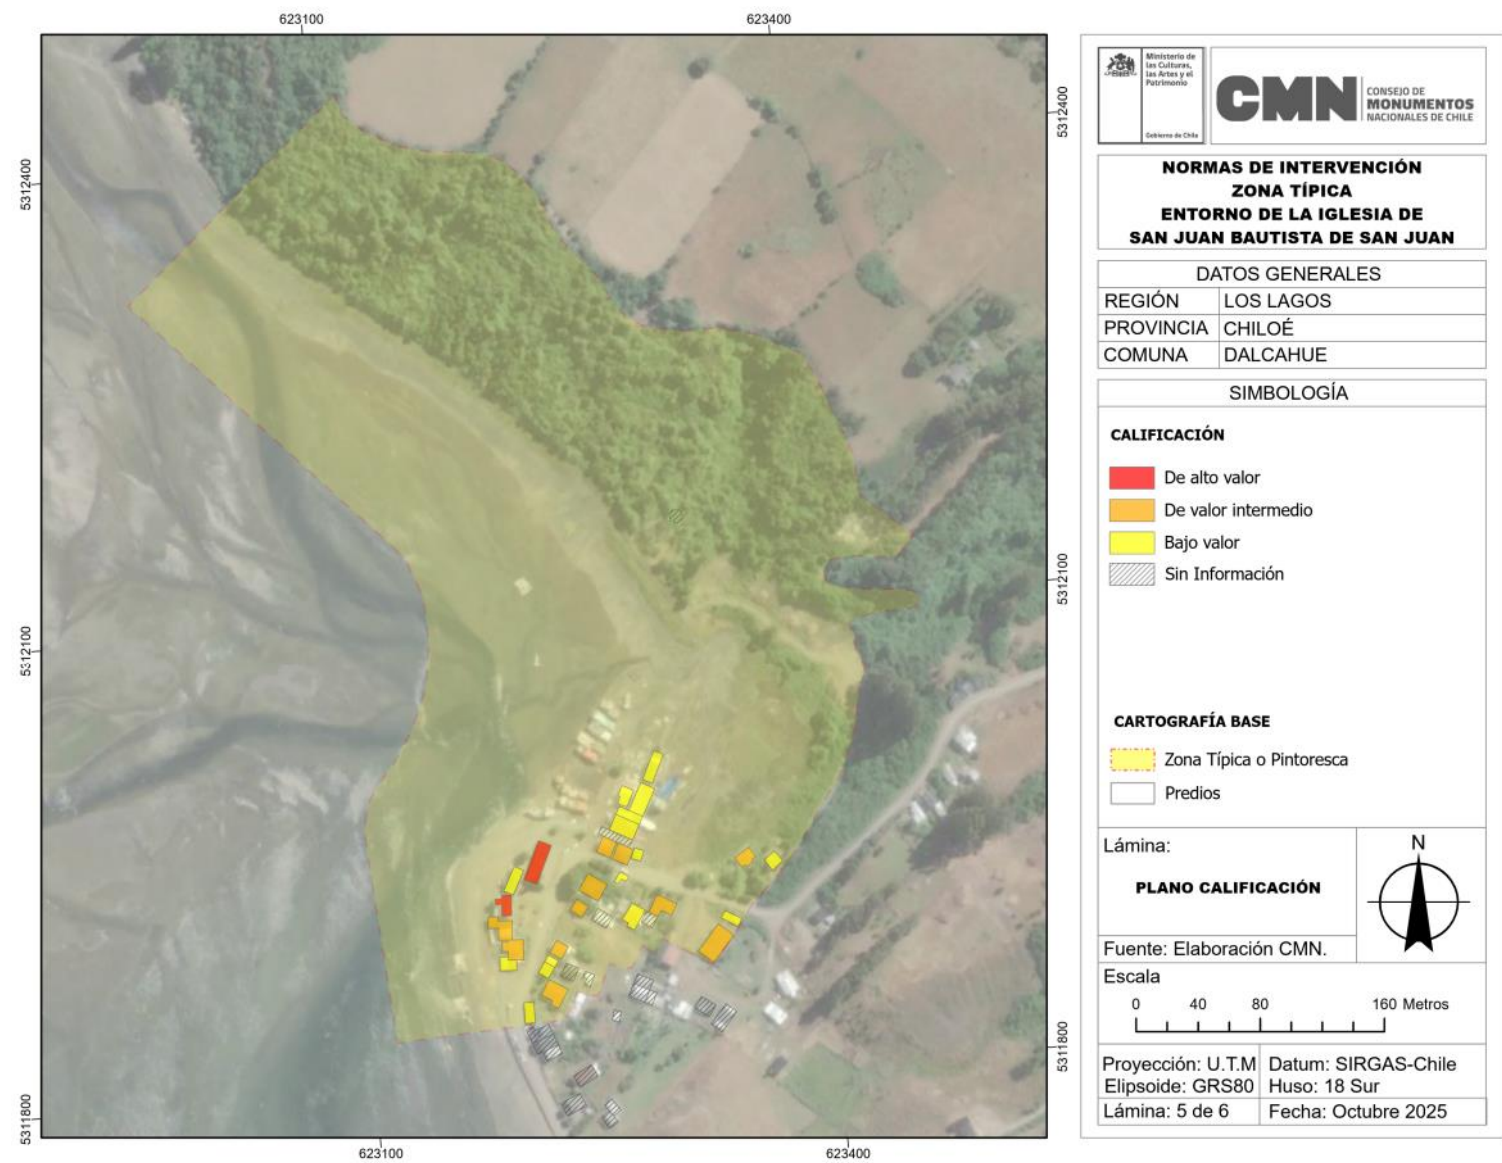 623100
623400
5312400
5312400
5312100
5312100
5311800
5311800
623100
623400
Ministerio de
las Culturas,
las Artes y el
Patrimonio
Gobierno de Chile
CMN
CONSEJO DE
MONUMENTOS
NACIONALES DE CHILE
NORMAS DE INTERVENCIÓN
ZONA TÍPICA
ENTORNO DE LA IGLESIA DE
SAN JUAN BAUTISTA DE SAN JUAN
DATOS GENERALES
REGIÓN LOS LAGOS
PROVINCIA CHILOÉ
COMUNA DALCAHUE
SIMBOLOGÍA
CALIFICACIÓN
De alto valor
De valor intermedio
Bajo valor
Sin Información
CARTOGRAFÍA BASE
Zona Típica o Pintoresca
Predios
Lámina:
PLANO CALIFICACIÓN
N
Fuente: Elaboración CMN.
Escala
0 40 80 160 Metros
Proyección: U.T.M Datum: SIRGAS-Chile
Elipsoide: GRS80 Huso: 18 Sur
Lámina: 5 de 6 Fecha: Octubre 2025